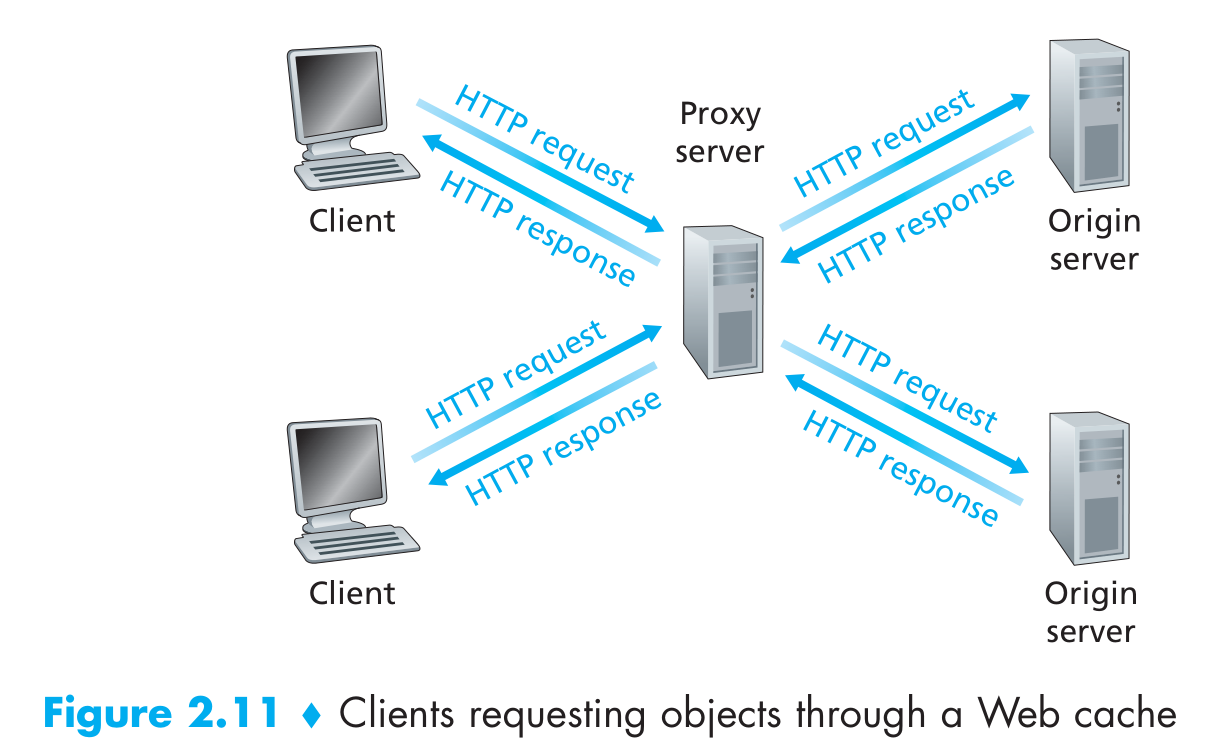 HTTP request
HTTP response
Client
Proxy
server
HTTP request
HTTP response
Origin
server
HTTP request
HTTP response
Client
HTTP request
HTTP response
Origin
server
Figure 2.11 ♦ Clients requesting objects through a Web cache